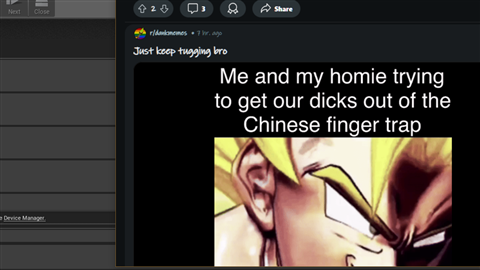 Next
Close
2
3
Share
r/dankmemes • 7 hr. ago
Just keep tugging bro
Me and my homie trying
to get our dicks out of the
Chinese finger trap
Device Manager.